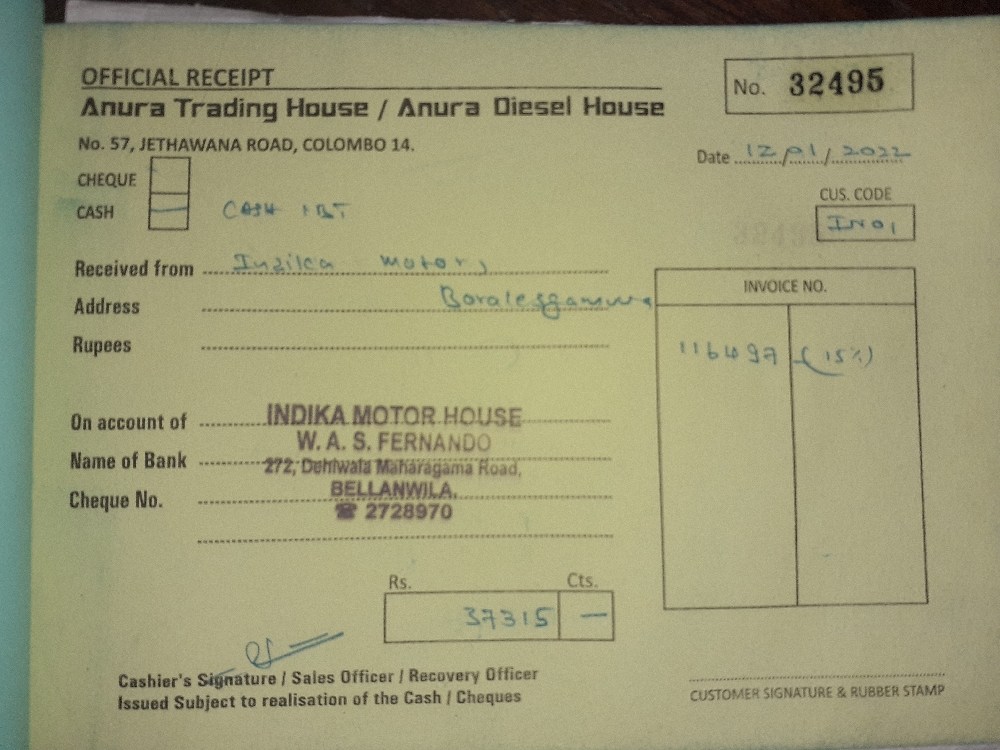 OFFICIAL RECEIPT
No. 32495
Anura Trading House / Anura Diesel House
No. 57, JETHAWANA ROAD, COLOMBO 14.
Date 12/01/2022
CHEQUE
CASH CASH
CUS. CODE
IN01
Received from Indika motors
Address Boralesgamuwa
Rupees
INVOICE NO.
116497 (15%)
On account of
Name of Bank
Cheque No.
INDIKA MOTOR HOUSE
W. A. S. FERNANDO
272, Dehiwala Maharagama Road,
BELLANWILA.
☎ 2728970
Rs. Cts.
37315 —
Cashier's Signature / Sales Officer / Recovery Officer
Issued Subject to realisation of the Cash / Cheques
CUSTOMER SIGNATURE & RUBBER STAMP